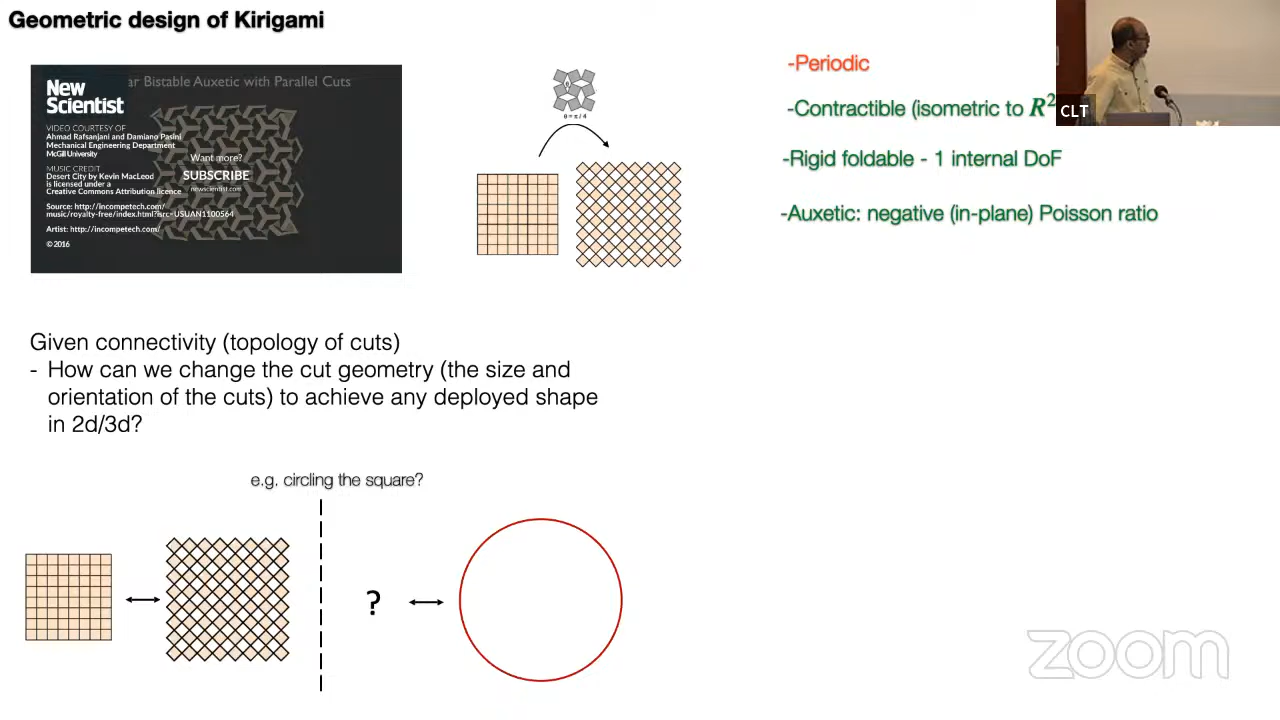 Geometric design of Kirigami
ar Bistable Auxetic with Parallel Cuts
New
Scientist
VIDEO COURTESY OF
Ahmad Rafsanjani and Damiano Pasini
Mechanical Engineering Department
McGill University
MUSIC CREDIT
Desert City by Kevin MacLeod
is licensed under a
Creative Commons Attribution licence
Source: http://incompetech.com/
music/royalty-free/index.html?isrc=USUAN1100564
Artist: http://incompetech.com/
© 2016
Want more?
SUBSCRIBE
newscientist.com
θ = π / 4
-Periodic
-Contractible (isometric to R²
-Rigid foldable - 1 internal DoF
-Auxetic: negative (in-plane) Poisson ratio
CLT
Given connectivity (topology of cuts)
- How can we change the cut geometry (the size and
orientation of the cuts) to achieve any deployed shape
in 2d/3d?
e.g. circling the square?
?
zoom